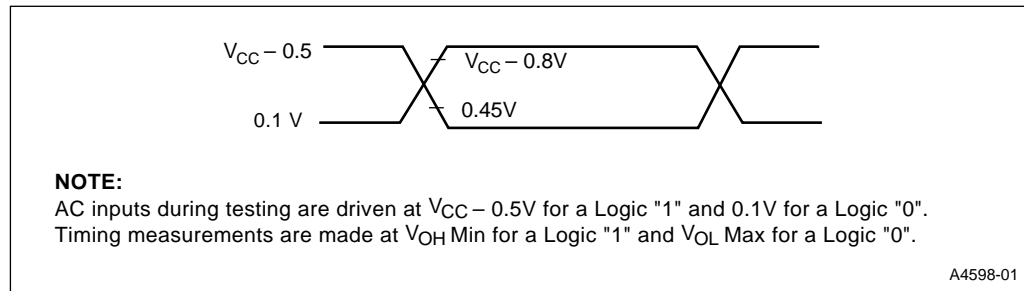 V_CC – 0.5
V_CC – 0.8V
0.45V
0.1 V
NOTE:
AC inputs during testing are driven at V_CC – 0.5V for a Logic "1" and 0.1V for a Logic "0".
Timing measurements are made at V_OH Min for a Logic "1" and V_OL Max for a Logic "0".
A4598-01